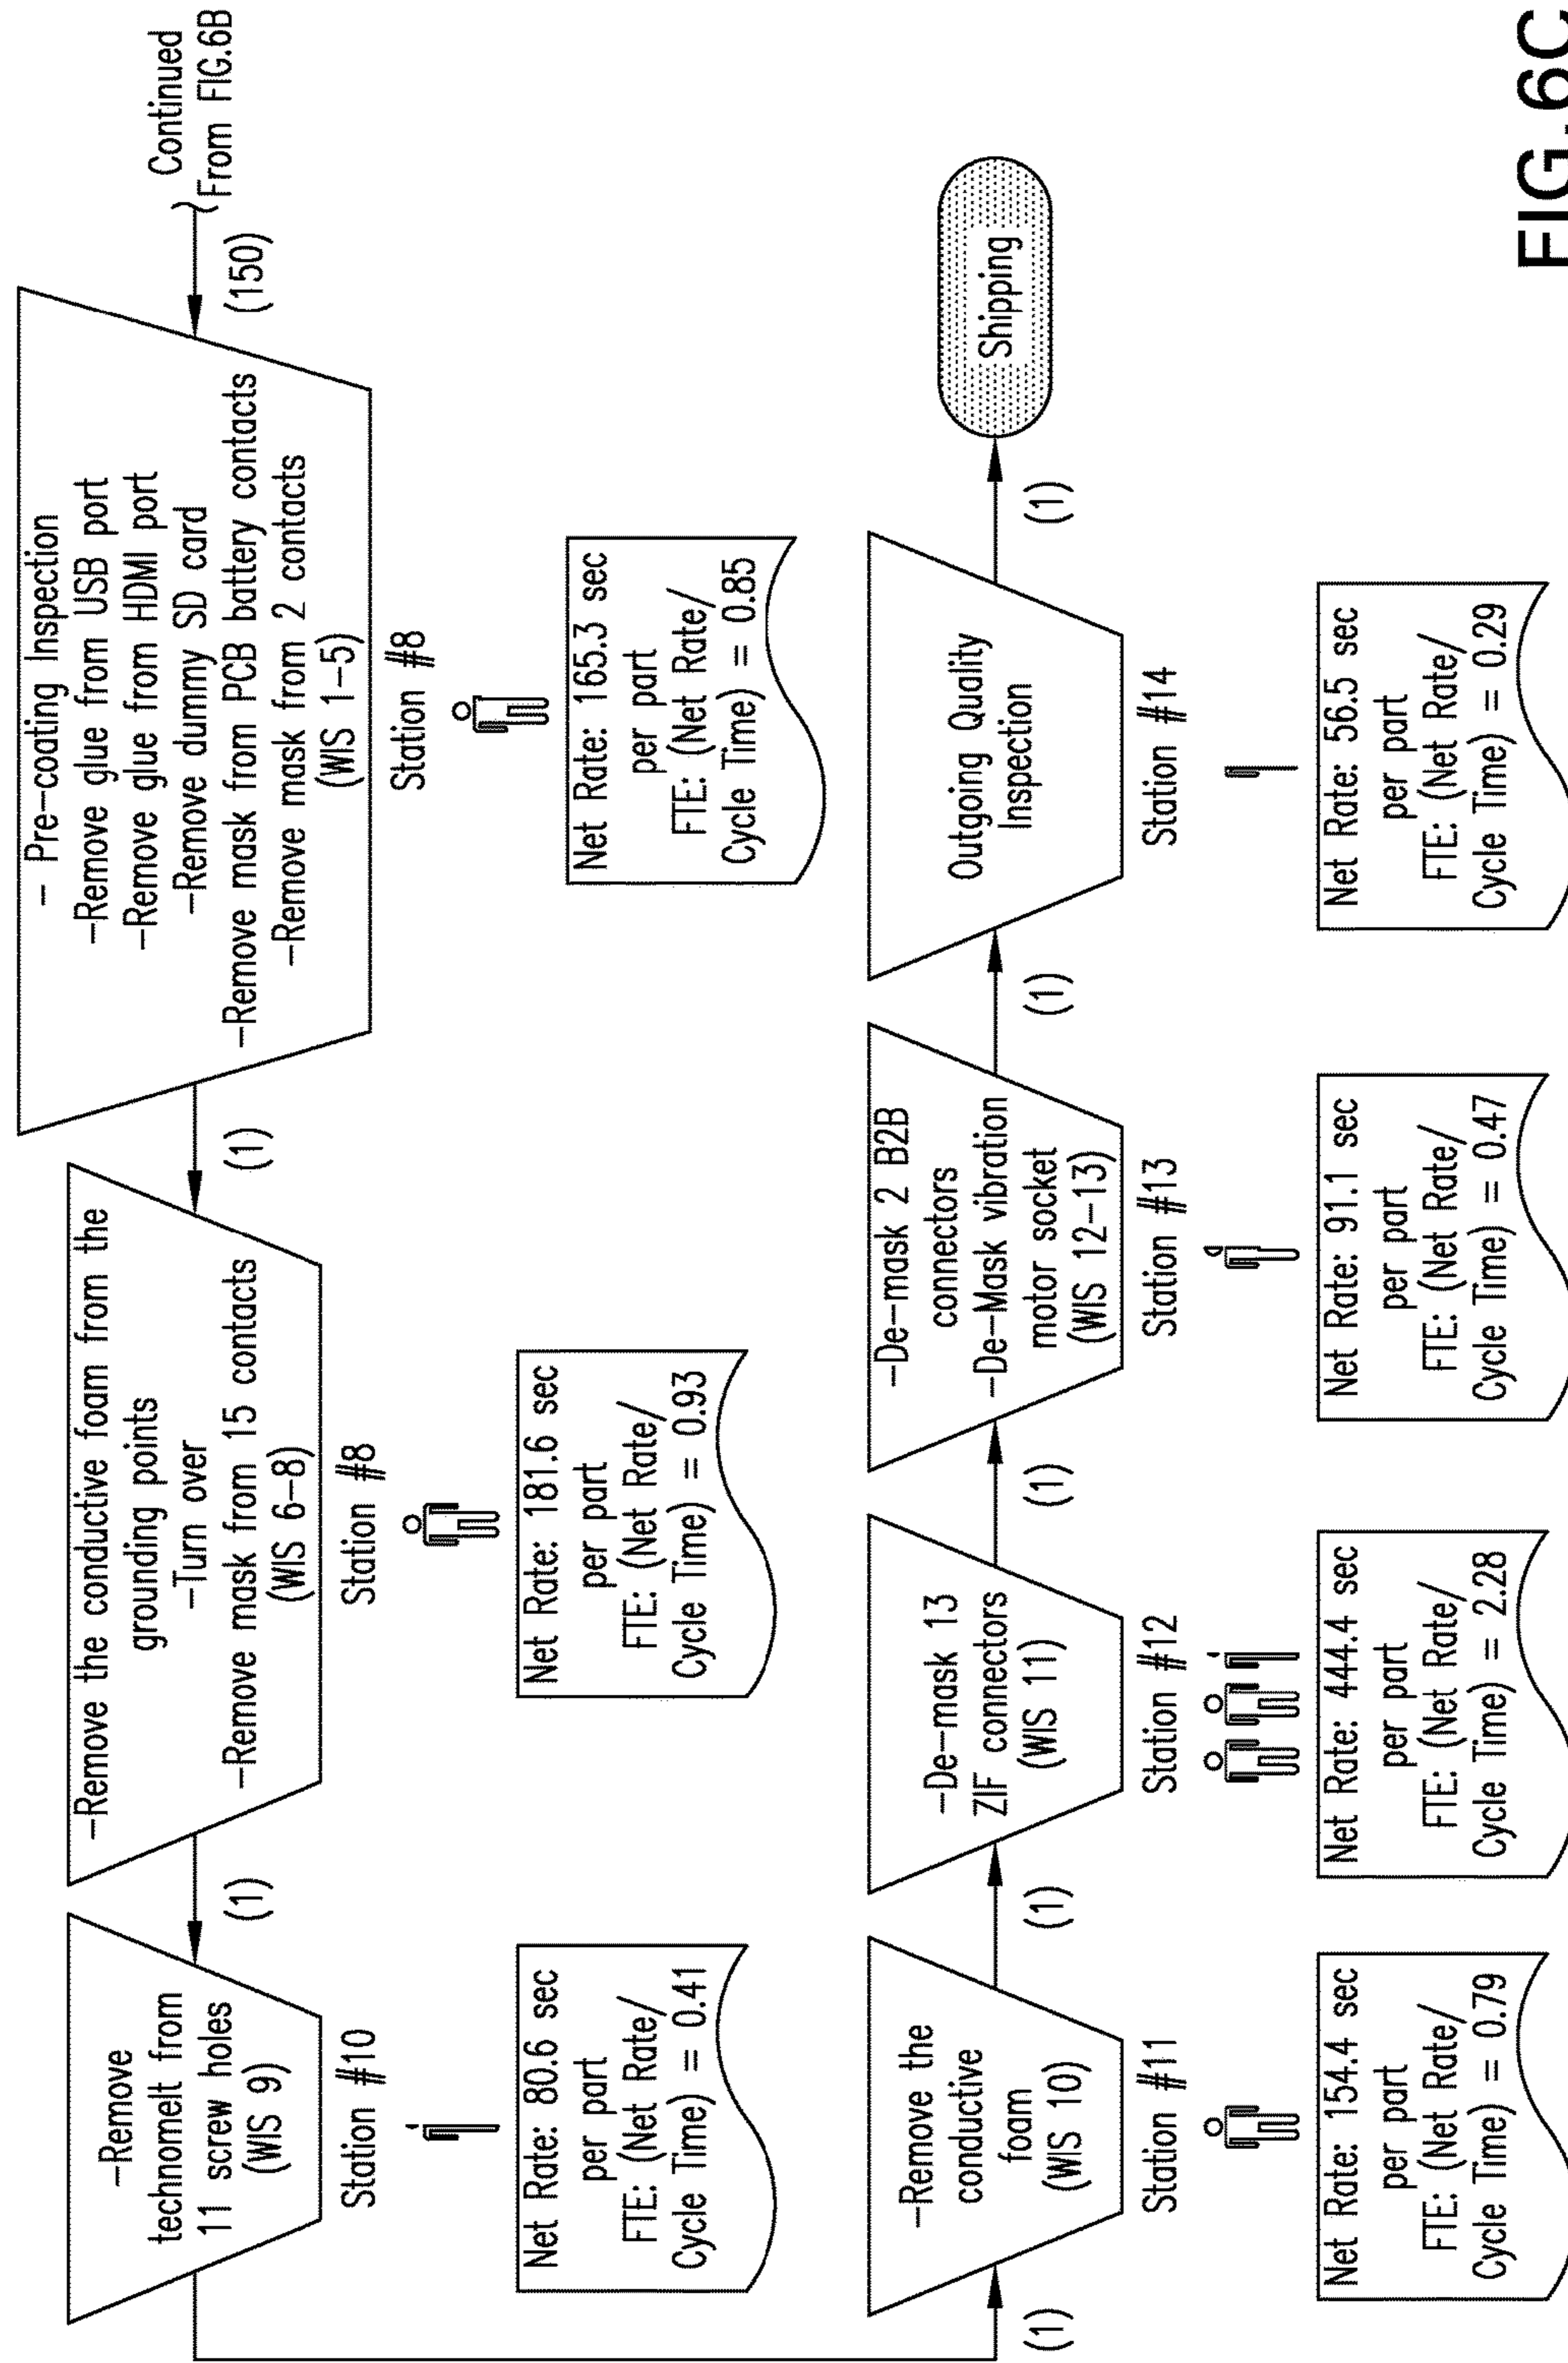 Continued
From FIG.6B
(150)
- Pre-coating Inspection
-Remove glue from USB port
-Remove glue from HDMI port
-Remove dummy SD card
-Remove mask from PCB battery contacts
-Remove mask from 2 contacts
(WIS 1-5)
Station #8
Net Rate: 165.3 sec
per part
FTE: (Net Rate/
Cycle Time) = 0.85
(1)
-Remove the conductive foam from the
grounding points
-Turn over
-Remove mask from 15 contacts
(WIS 6-8)
Station #8
Net Rate: 181.6 sec
per part
FTE: (Net Rate/
Cycle Time) = 0.93
(1)
-Remove
technomelt from
11 screw holes
(WIS 9)
Station #10
Net Rate: 80.6 sec
per part
FTE: (Net Rate/
Cycle Time) = 0.41
(1)
-Remove the
conductive
foam
(WIS 10)
Station #11
Net Rate: 154.4 sec
per part
FTE: (Net Rate/
Cycle Time) = 0.79
(1)
-De-mask 13
ZIF connectors
(WIS 11)
Station #12
Net Rate: 444.4 sec
per part
FTE: (Net Rate/
Cycle Time) = 2.28
(1)
-De-mask 2 B2B
connectors
-De-Mask vibration
motor socket
(WIS 12-13)
Station #13
Net Rate: 91.1 sec
per part
FTE: (Net Rate/
Cycle Time) = 0.47
(1)
Outgoing Quality
Inspection
Station #14
Net Rate: 56.5 sec
per part
FTE: (Net Rate/
Cycle Time) = 0.29
(1)
Shipping
FIG.6C